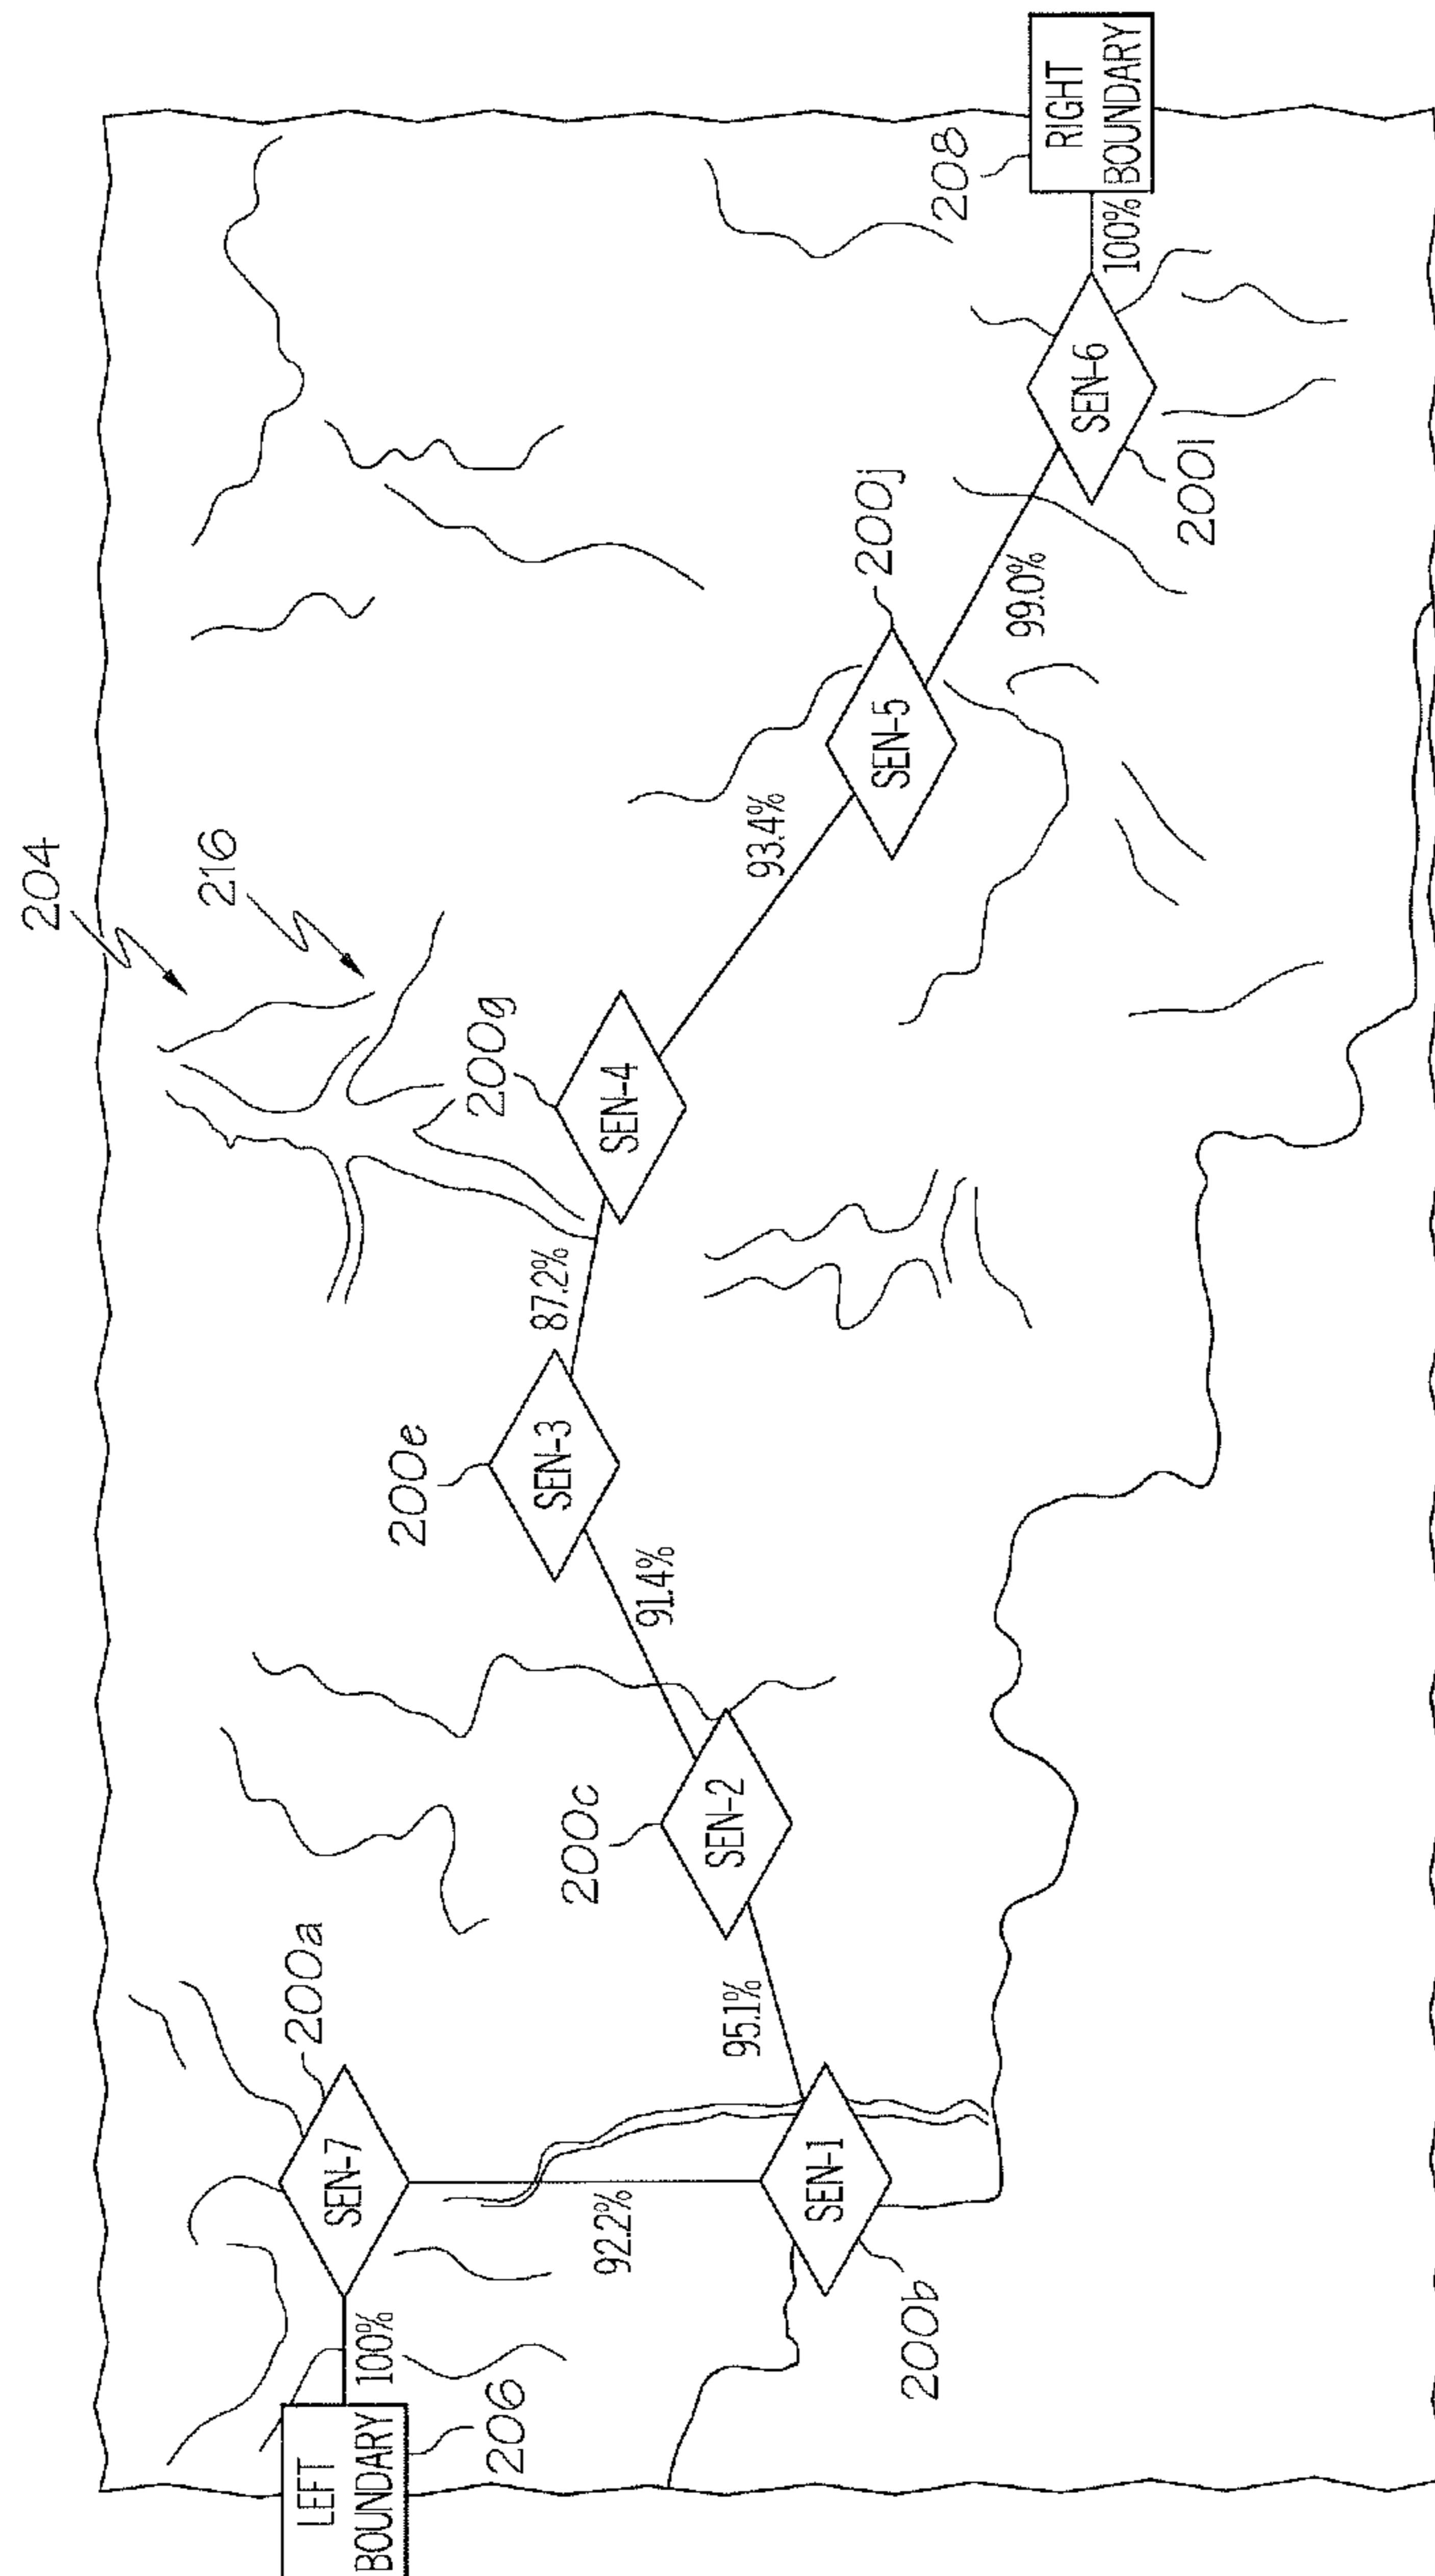 204
216
LEFT
BOUNDARY
206
100%
SEN-7
200a
92.2%
SEN-1
200b
95.1%
SEN-2
200c
91.4%
SEN-3
200e
87.2%
SEN-4
200g
93.4%
SEN-5
200j
99.0%
SEN-6
200l
100%
RIGHT
BOUNDARY
208